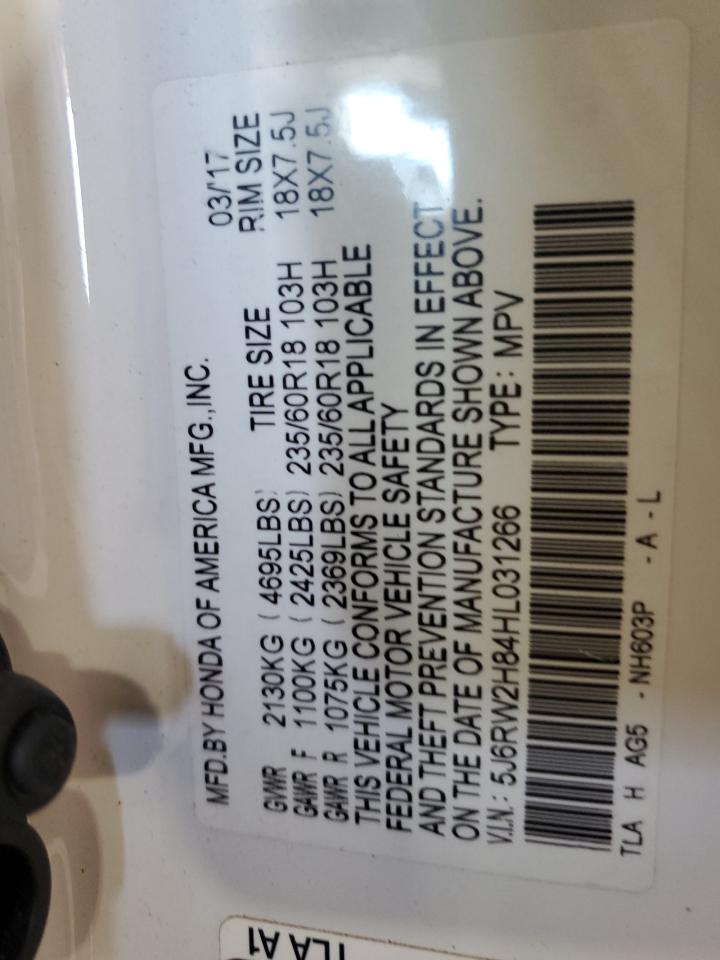 MFD.BY HONDA OF AMERICA MFG.,INC. 03/'17
TIRE SIZE RIM SIZE
GVWR 2130KG ( 4695LBS)
GAWR F 1100KG ( 2425LBS) 235/60R18 103H 18X7.5J
GAWR R 1075KG ( 2369LBS) 235/60R18 103H 18X7.5J
THIS VEHICLE CONFORMS TO ALL APPLICABLE
FEDERAL MOTOR VEHICLE SAFETY
AND THEFT PREVENTION STANDARDS IN EFFECT
ON THE DATE OF MANUFACTURE SHOWN ABOVE.
V.I.N.: 5J6RW2H84HL031266 TYPE: MPV
TLA H AG5 - NH603P - A - L
TLA A1